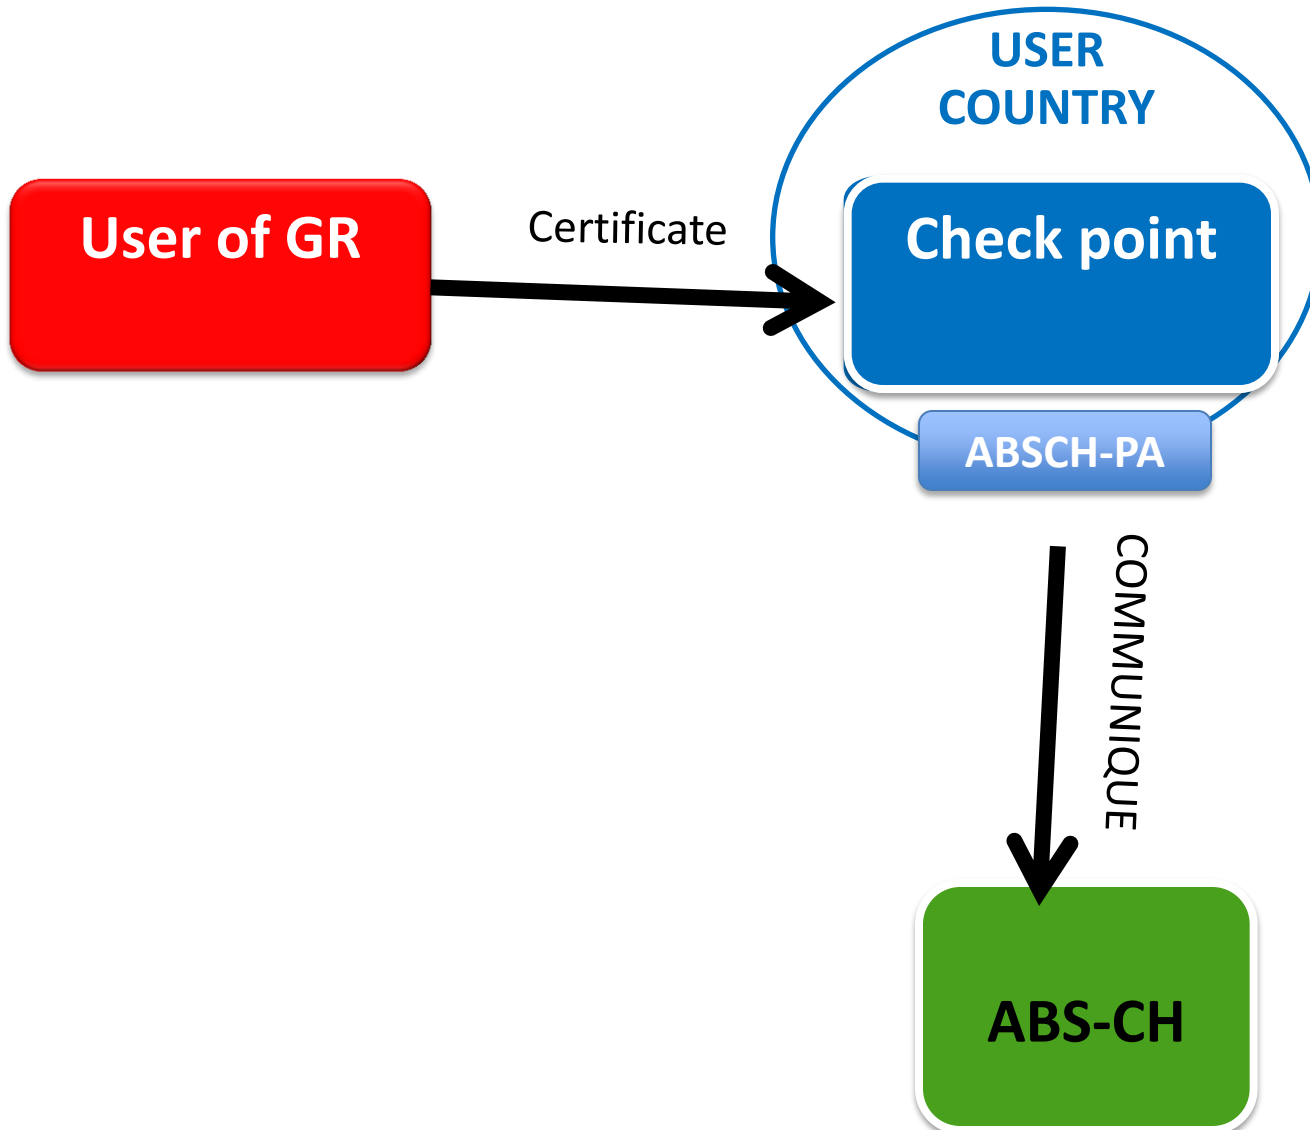 USER
COUNTRY
User of GR
Certificate
Check point
ABSCH-PA
COMMUNIQUE
ABS-CH